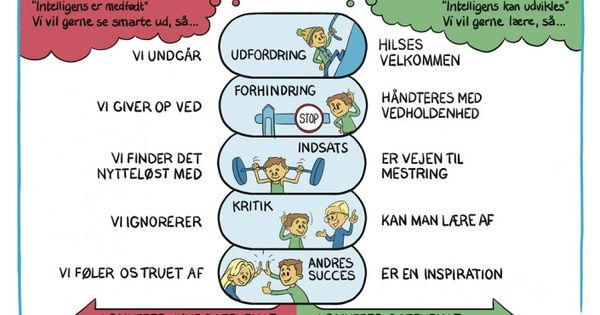 "Intelligens er medfødt"
Vi vil gerne se smarte ud, så...
"Intelligens kan udvikles"
Vi vil gerne lære, så...
VI UNDGÅR
UDFORDRING
HILSES
VELKOMMEN
VI GIVER OP VED
FORHINDRING
STOP
HÅNDTERES MED
VEDHOLDENHED
VI FINDER DET
NYTTELØST MED
INDSATS
ER VEJEN TIL
MESTRING
VI IGNORERER
KRITIK
KAN MAN LÆRE AF
VI FØLER OS TRUET AF
ANDRES
SUCCES
ER EN INSPIRATION